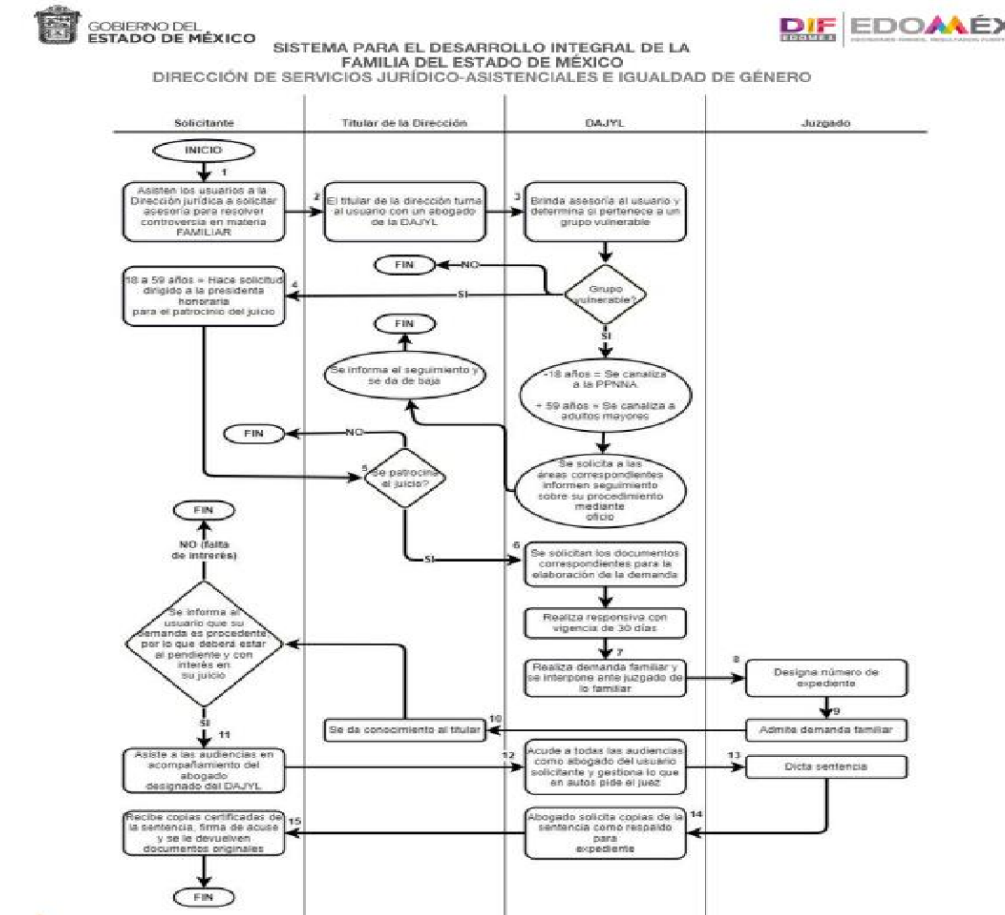 GOBIERNO DEL
ESTADO DE MÉXICO
DIF
EDOMEX
EDOMÉX
SISTEMA PARA EL DESARROLLO INTEGRAL DE LA
FAMILIA DEL ESTADO DE MÉXICO
DIRECCIÓN DE SERVICIOS JURÍDICO-ASISTENCIALES E IGUALDAD DE GÉNERO
Solicitante
Titular de la Dirección
DAJYL
Juzgado
INICIO
1
Asisten los usuarios a la
Dirección jurídica a solicitar
asesoría para resolver
controversia en materia
FAMILIAR
2
El titular de la dirección turna
al usuario con un abogado
de la DAJYL
3
Brinda asesoría al usuario y
determina si pertenece a un
grupo vulnerable
Grupo
vulnerable?
NO
FIN
SI
4
18 a 59 años = Hace solicitud
dirigido a la presidenta
honoraria
para el patrocinio del juicio
SI
-18 años = Se canaliza
a la PPNNA
+ 59 años = Se canaliza a
adultos mayores
Se solicita a las
áreas correspondientes
informen seguimiento
sobre su procedimiento
mediante
oficio
Se informa el seguimiento y
se da de baja
FIN
5
Se patrocina
el juicio?
NO
FIN
SI
6
Se solicitan los documentos
correspondientes para la
elaboración de la demanda
Realiza responsiva con
vigencia de 30 días
7
Realiza demanda familiar y
se interpone ante juzgado de
lo familiar
8
Designe número de
expediente
9
Admite demanda familiar
10
Se da conocimiento al titular
Se informa al
usuario que su
demanda es procedente,
por lo que deberá estar
al pendiente y con
interés en
su juicio
NO (falta
de intrerés)
FIN
SI
11
Asiste a las audiencias en
acompañamiento del
abogado
designado del DAJYL
12
Acude a todas las audiencias
como abogado del usuario
solicitante y gestiona lo que
en autos pide el juez
13
Dicta sentencia
14
Abogado solicita copias de la
sentencia como respaldo
para
expediente
15
Recibe copias certificadas de
la sentencia, firma de acuse
y se le devuelven
documentos originales
FIN